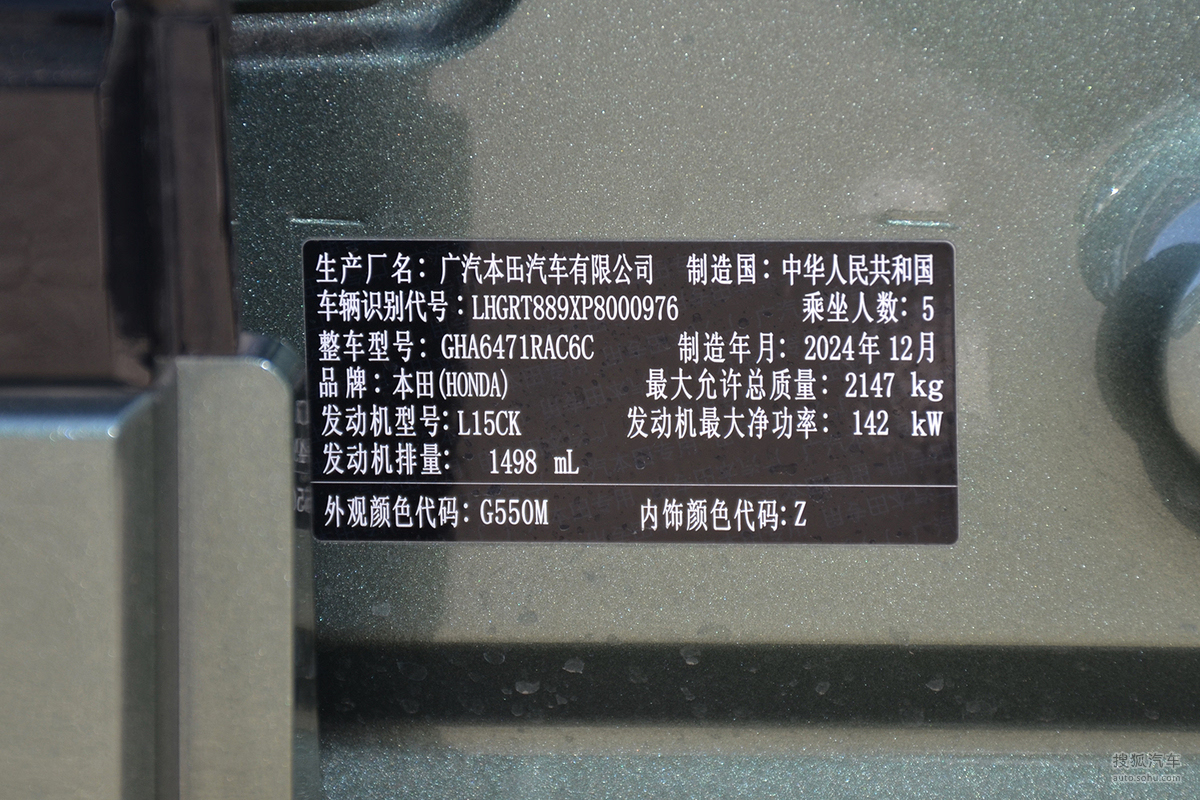 生产厂名：广汽本田汽车有限公司 制造国：中华人民共和国
车辆识别代号：LHGRT889XP8000976 乘坐人数：5
整车型号：GHA6471RAC6C 制造年月：2024年12月
品牌：本田(HONDA) 最大允许总质量：2147 kg
发动机型号：L15CK 发动机最大净功率：142 kW
发动机排量：1498 mL
外观颜色代码：G550M 内饰颜色代码：Z
搜狐汽车
auto.sohu.com